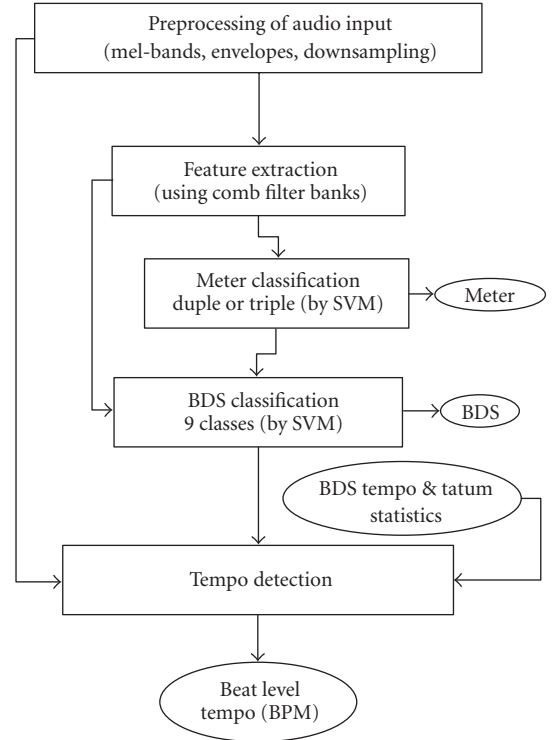 Preprocessing of audio input
(mel-bands, envelopes, downsampling)
Feature extraction
(using comb filter banks)
Meter classification
duple or triple (by SVM)
Meter
BDS classification
9 classes (by SVM)
BDS
BDS tempo & tatum
statistics
Tempo detection
Beat level
tempo (BPM)